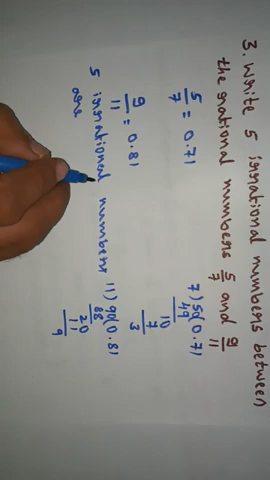 3. Write 5 irrational numbers between
the rational numbers 5/7 and 9/11
5/7 = 0.71
7)50(0.71
49
10
7
3
9/11 = 0.81
11)90(0.81
88
20
11
9
5 irrational numbers
are